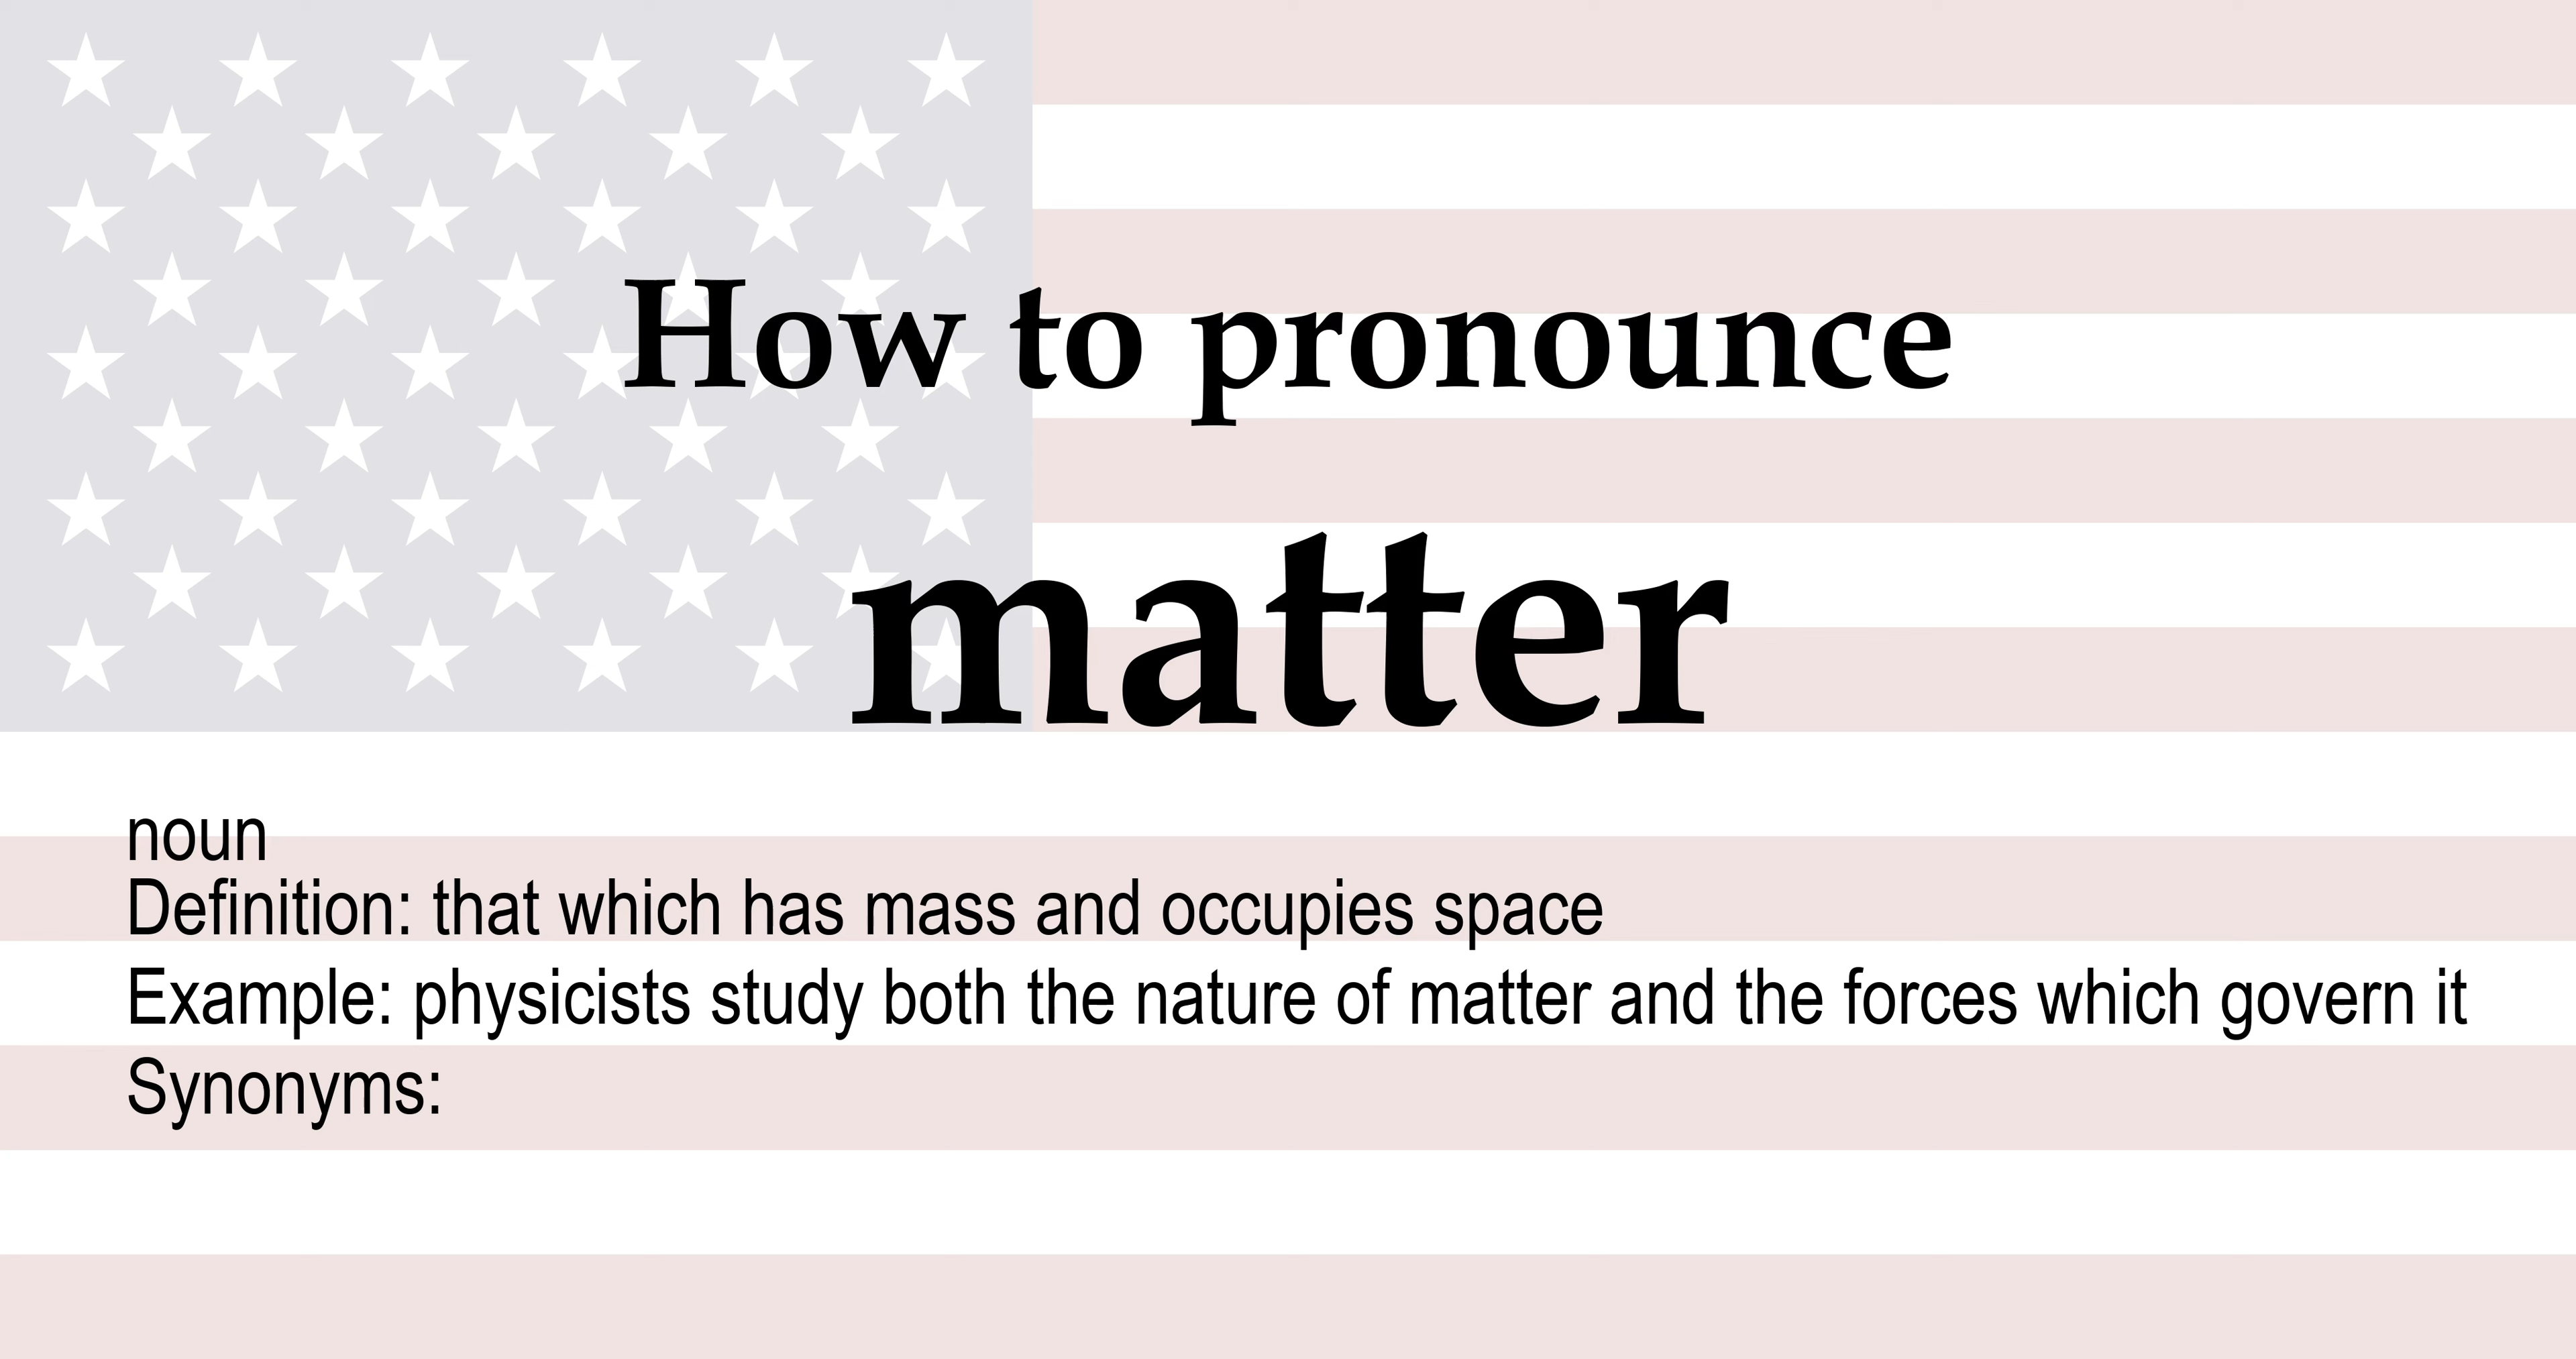 How to pronounce
matter
noun
Definition: that which has mass and occupies space
Example: physicists study both the nature of matter and the forces which govern it
Synonyms: